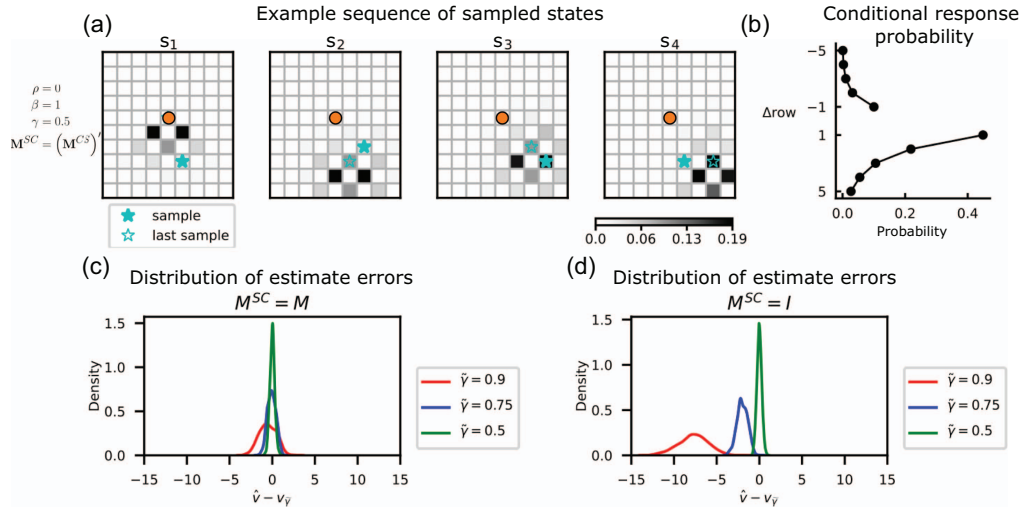 (a)
Example sequence of sampled states
(b)
Conditional response
probability
S1
S2
S3
S4
ρ = 0
β = 1
γ = 0.5
M^SC = (M^CS)′
−5
−1
1
5
Δrow
0.0
0.2
0.4
Probability
sample
last sample
0.0
0.06
0.13
0.19
(c)
Distribution of estimate errors
M^SC = M
1.5
1.0
0.5
0.0
Density
−15
−10
−5
0
5
10
15
v̂ − v_γ̃
γ̃ = 0.9
γ̃ = 0.75
γ̃ = 0.5
(d)
Distribution of estimate errors
M^SC = I
1.5
1.0
0.5
0.0
Density
−15
−10
−5
0
5
10
15
v̂ − v_γ̃
γ̃ = 0.9
γ̃ = 0.75
γ̃ = 0.5